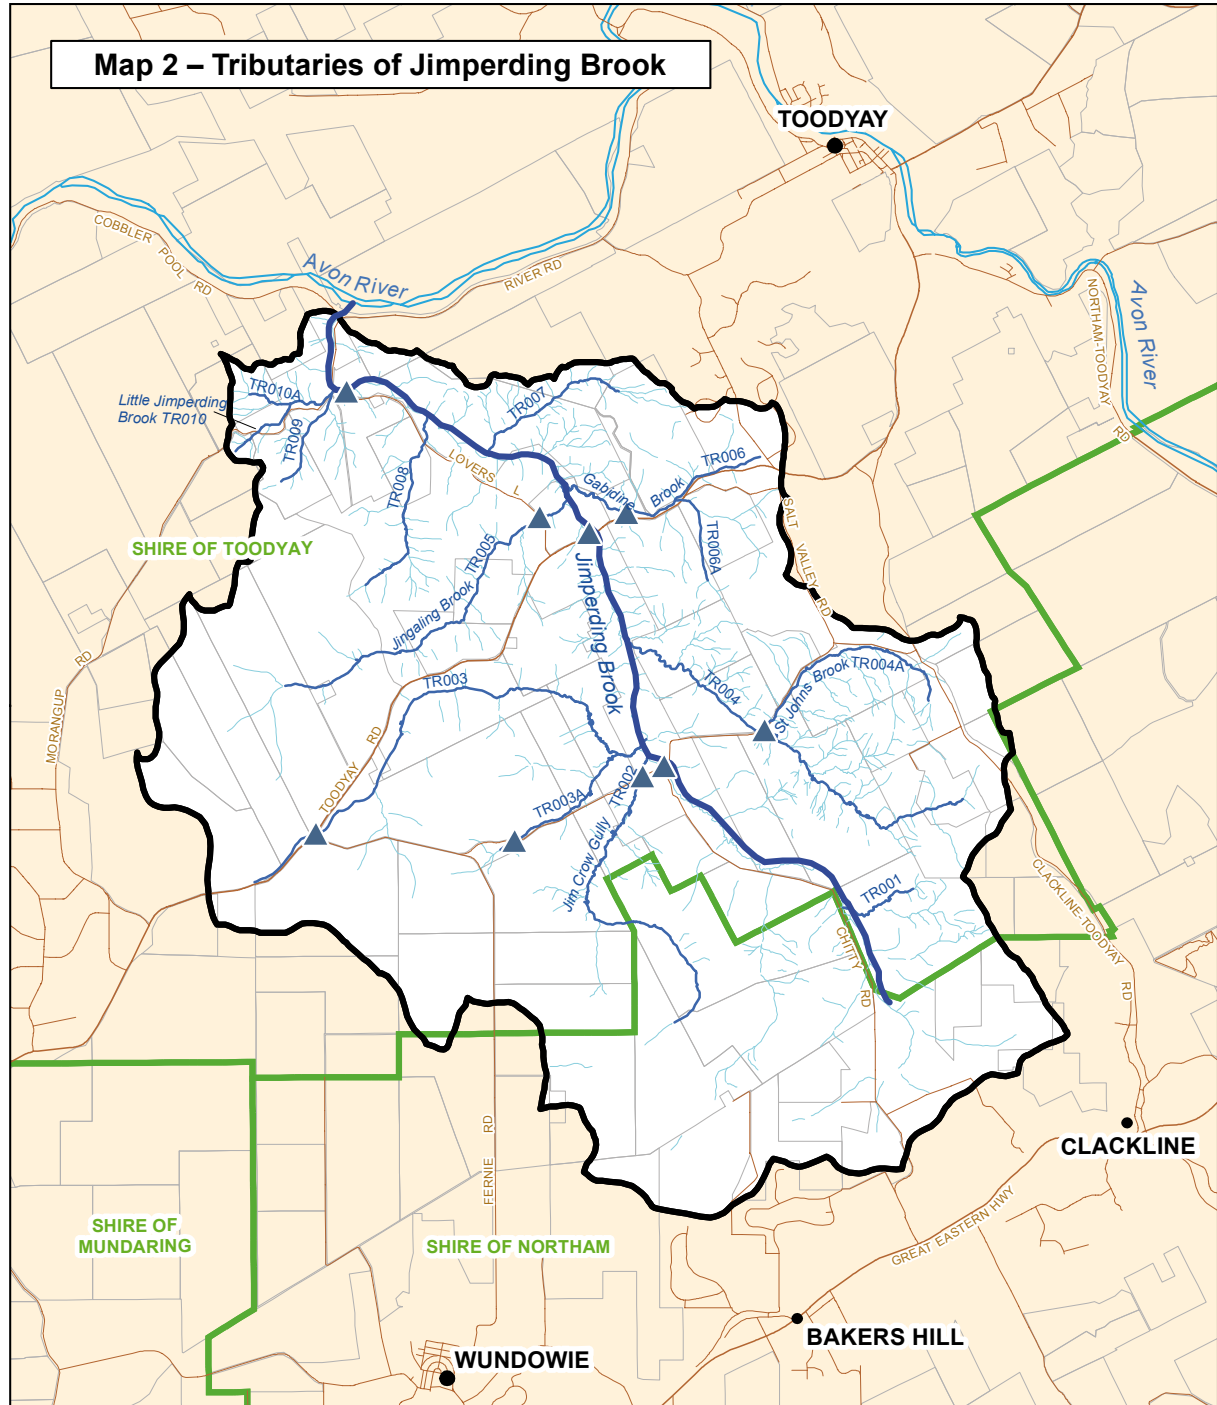 Map 2 – Tributaries of Jimperding Brook
TOODYAY
COBBLER POOL RD
Avon River
RIVER RD
Avon River
NORTHAM-TOODYAY RD
TR010A
Little Jimperding
Brook TR010
TR009
TR008
TR007
LOVERS L
Gabidine Brook
TR006
TR006A
SALT VALLEY RD
SHIRE OF TOODYAY
TR005
Jingaling Brook
Jimperding Brook
TR003
TR004
St Johns Brook
TR004A
MORANGUP RD
TOODYAY RD
TR003A
TR002
Jim Crow Gully
TR001
CHITTY RD
CLACKLINE-TOODYAY RD
FERNIE RD
CLACKLINE
SHIRE OF
MUNDARING
SHIRE OF NORTHAM
GREAT EASTERN HWY
BAKERS HILL
WUNDOWIE